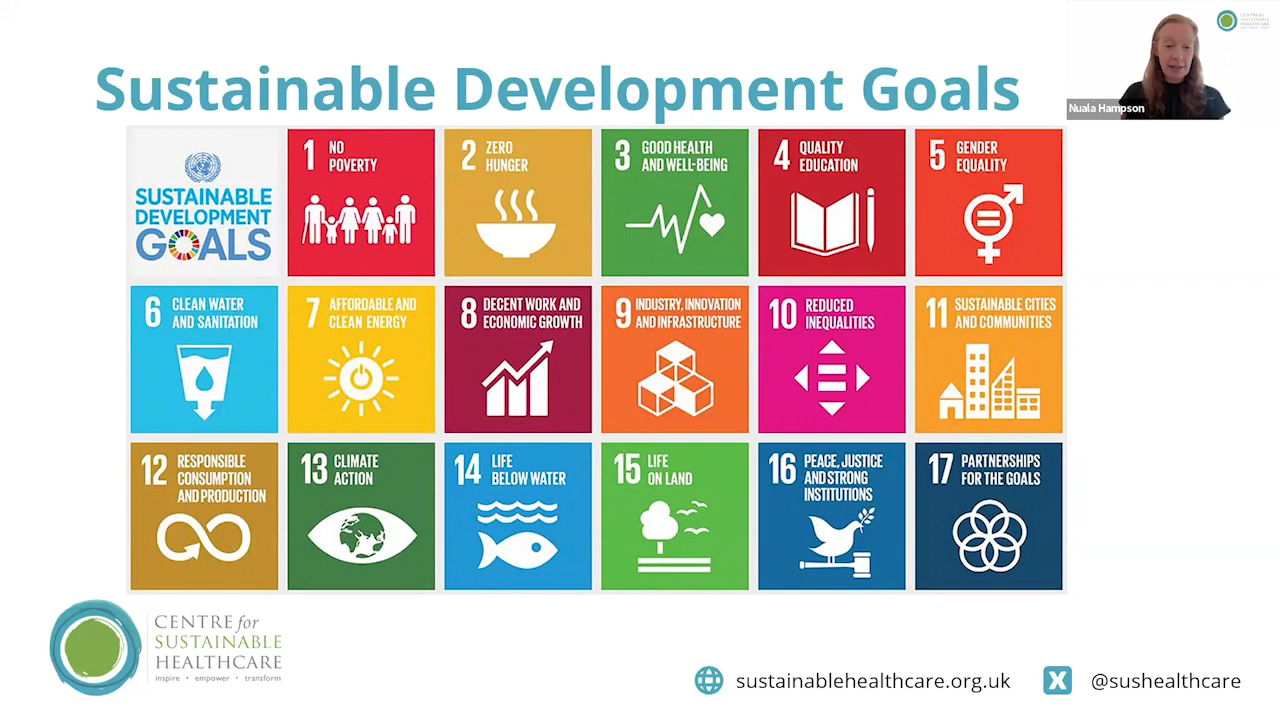 Sustainable Development Goals
CENTRE for
SUSTAINABLE
HEALTHCARE
Nuala Hampson
SUSTAINABLE
DEVELOPMENT
GOALS
1 NO
POVERTY
2 ZERO
HUNGER
3 GOOD HEALTH
AND WELL-BEING
4 QUALITY
EDUCATION
5 GENDER
EQUALITY
6 CLEAN WATER
AND SANITATION
7 AFFORDABLE AND
CLEAN ENERGY
8 DECENT WORK AND
ECONOMIC GROWTH
9 INDUSTRY, INNOVATION
AND INFRASTRUCTURE
10 REDUCED
INEQUALITIES
11 SUSTAINABLE CITIES
AND COMMUNITIES
12 RESPONSIBLE
CONSUMPTION
AND PRODUCTION
13 CLIMATE
ACTION
14 LIFE
BELOW WATER
15 LIFE
ON LAND
16 PEACE, JUSTICE
AND STRONG
INSTITUTIONS
17 PARTNERSHIPS
FOR THE GOALS
CENTRE for
SUSTAINABLE
HEALTHCARE
inspire • empower • transform
sustainablehealthcare.org.uk
@sushealthcare